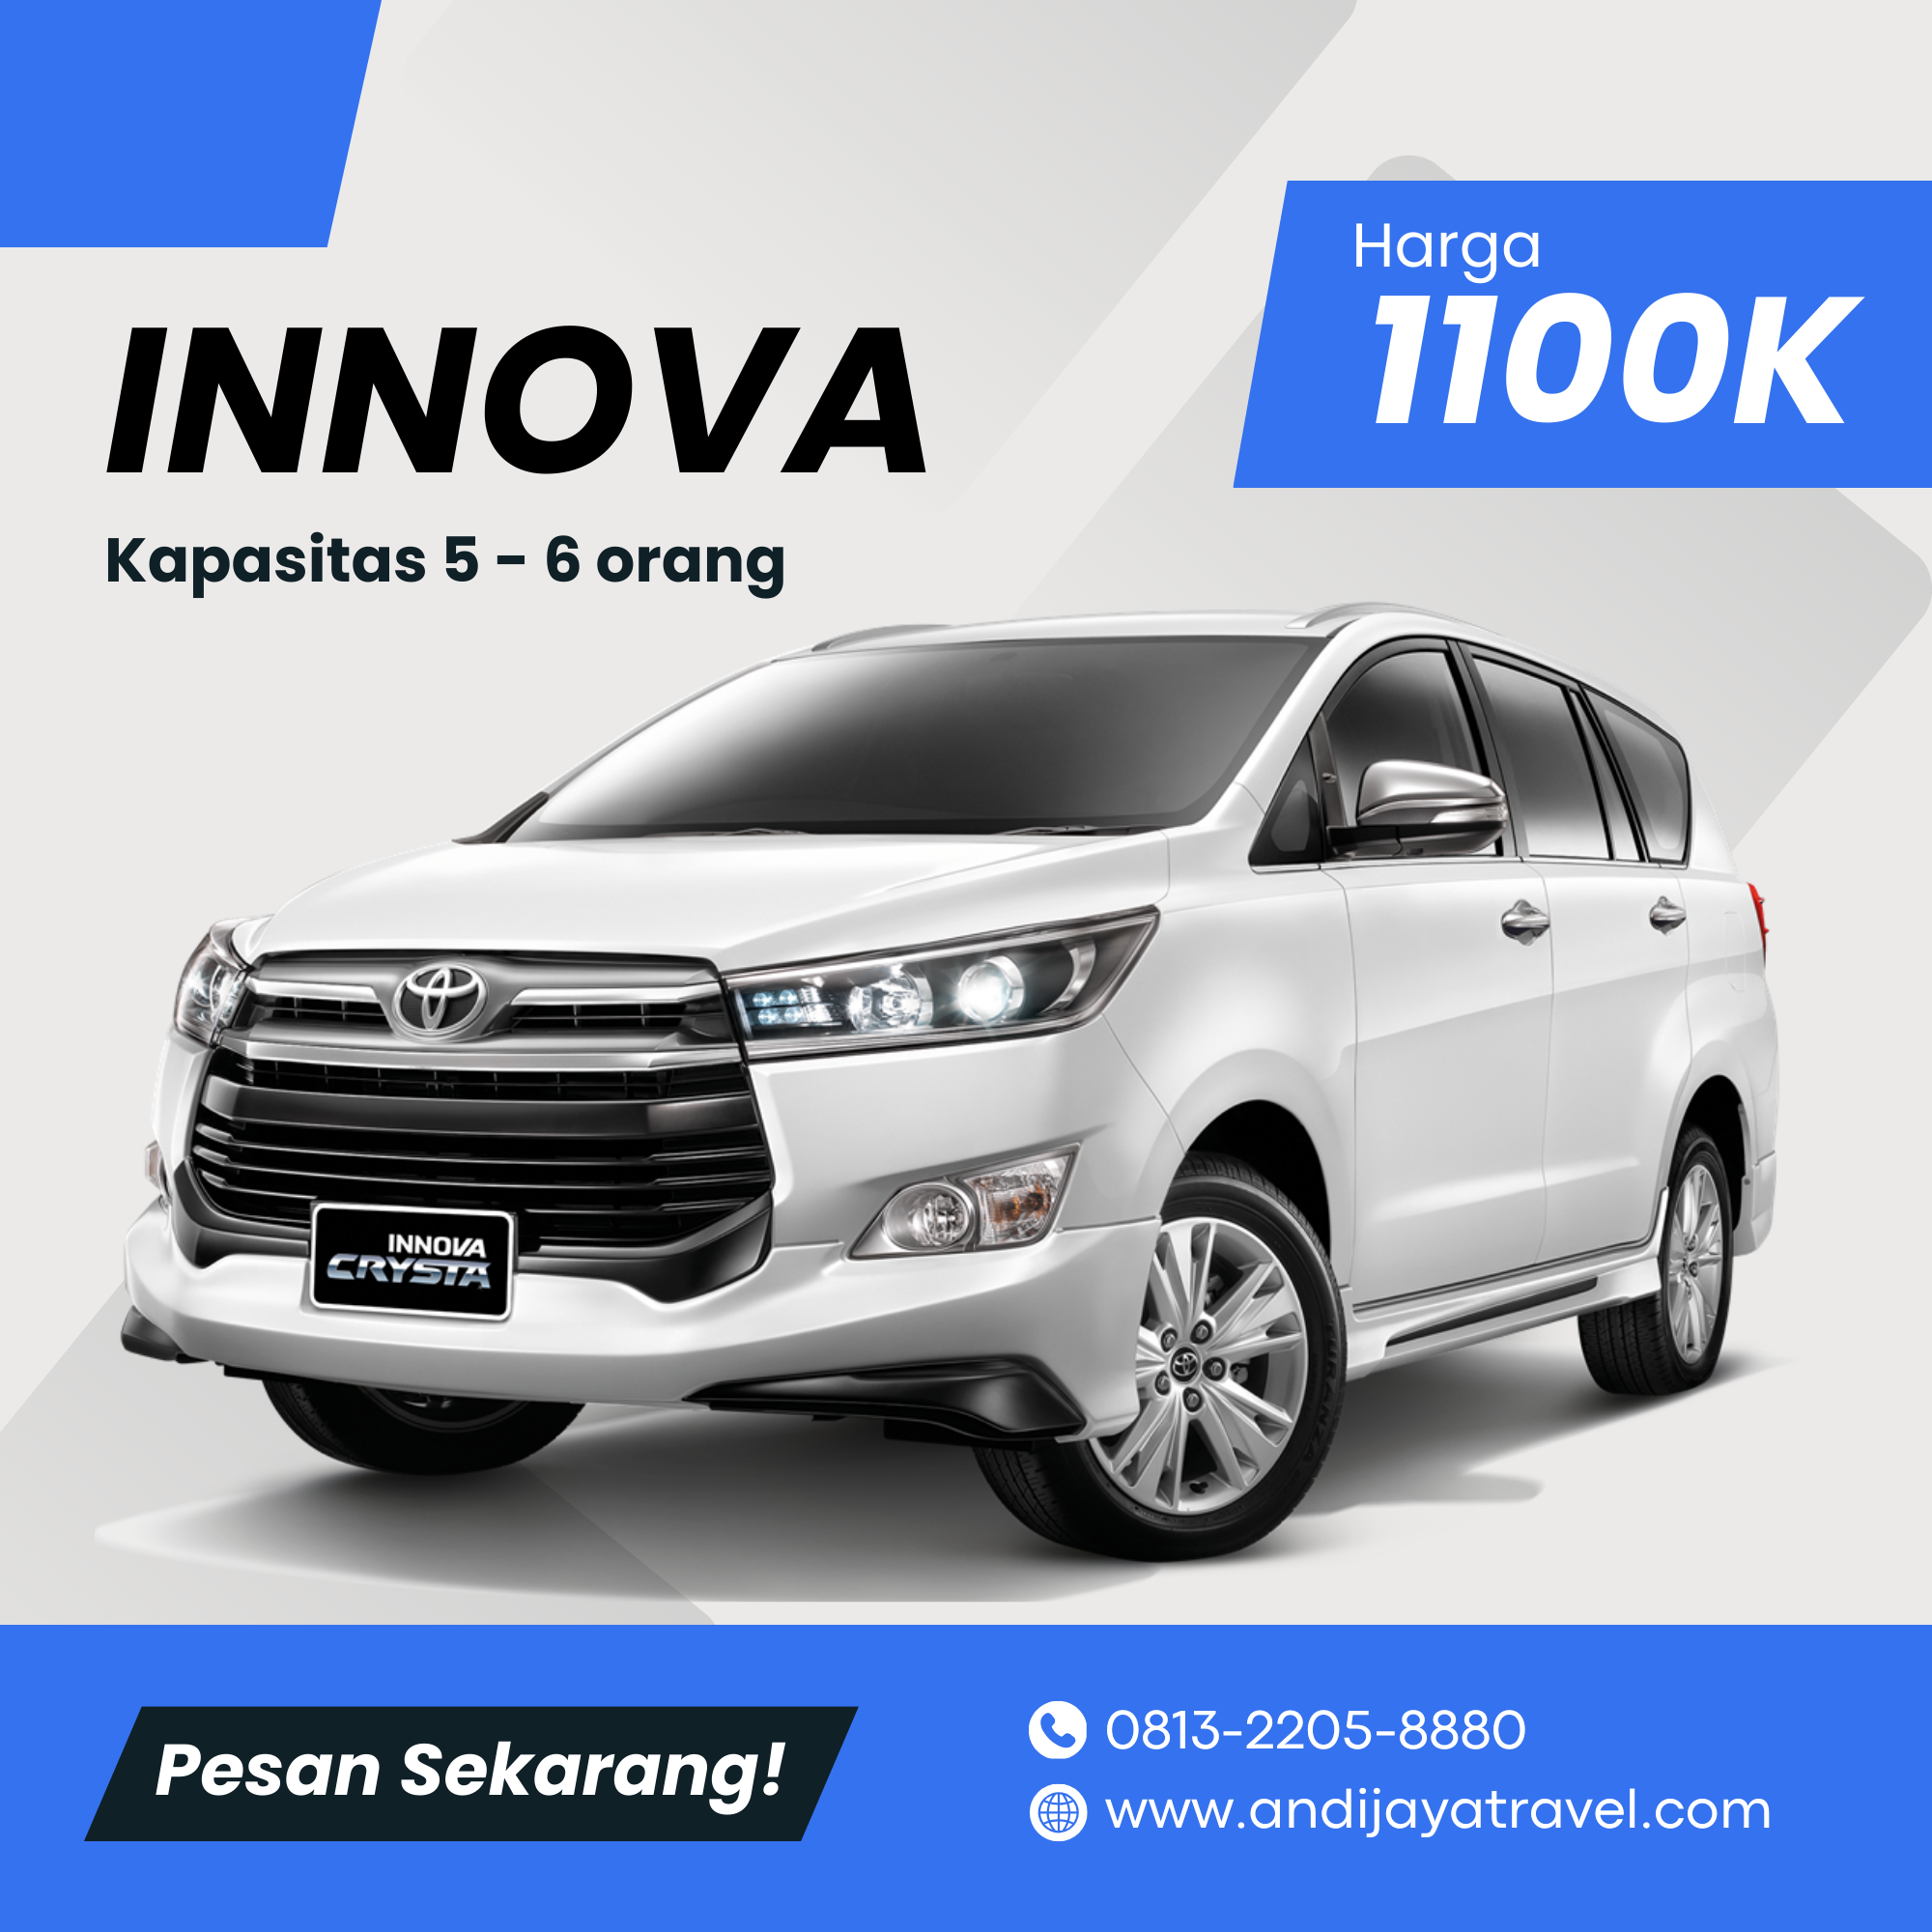 INNOVA
Kapasitas 5 - 6 orang
Harga
1100K
INNOVA
CRYSTA
Pesan Sekarang!
0813-2205-8880
www.andijayatravel.com